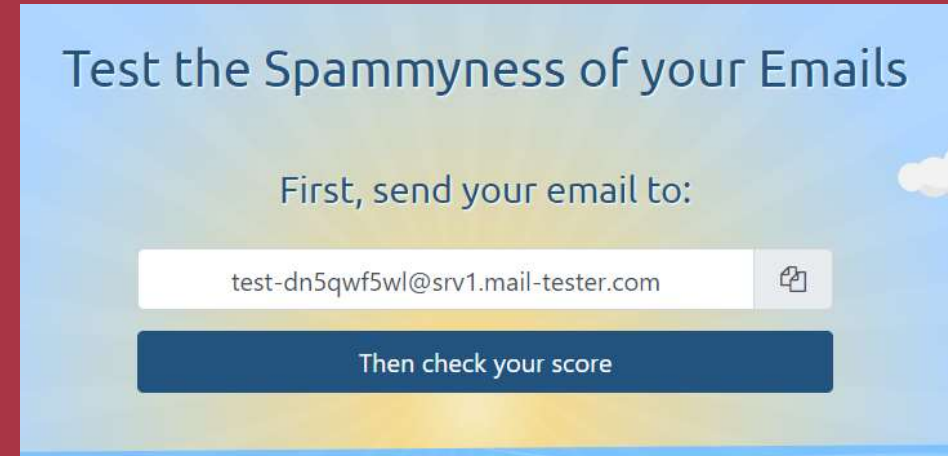 Test the Spammyness of your Emails
First, send your email to:
test-dn5qwf5wl@srv1.mail-tester.com
Then check your score